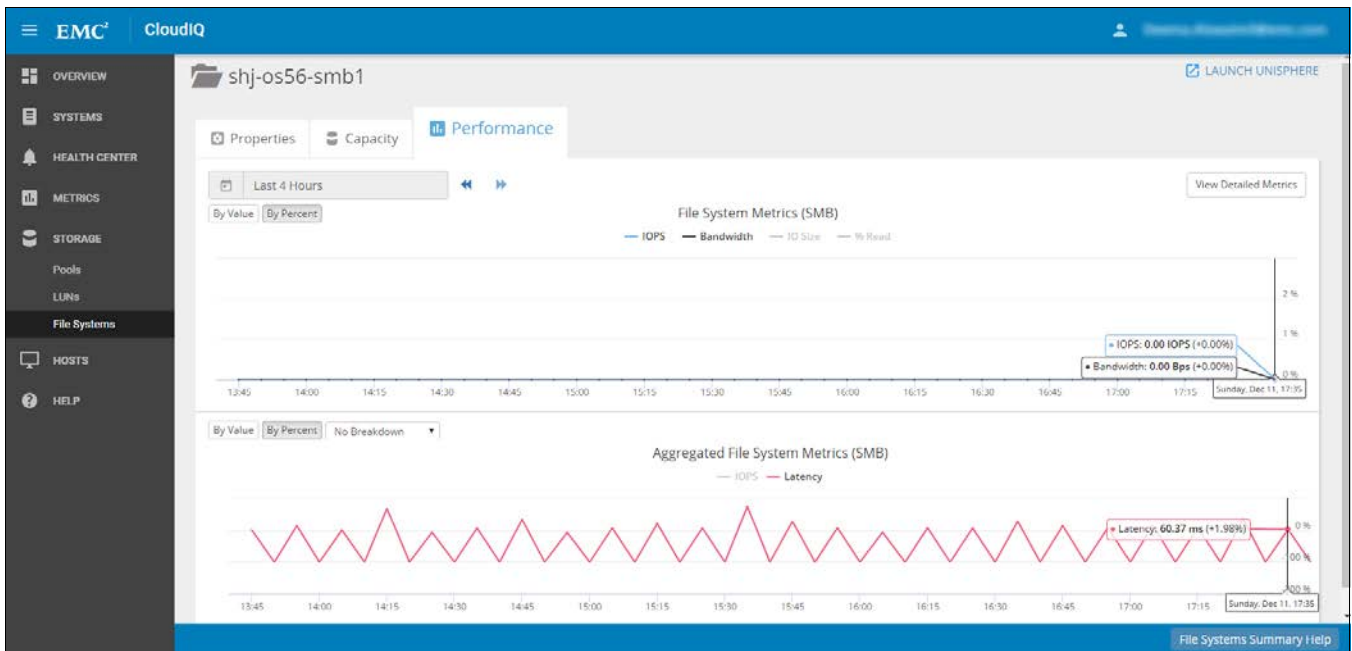 EMC² CloudIQ
OVERVIEW
SYSTEMS
HEALTH CENTER
METRICS
STORAGE
Pools
LUNs
File Systems
HOSTS
HELP
shj-os56-smb1
LAUNCH UNISPHERE
Properties Capacity Performance
Last 4 Hours
View Detailed Metrics
By Value By Percent
File System Metrics (SMB)
IOPS Bandwidth IO Size % Read
2 %
1 %
IOPS: 0.00 IOPS (+0.00%)
Bandwidth: 0.00 Bps (+0.00%)
0 %
13:45 14:00 14:15 14:30 14:45 15:00 15:15 15:30 15:45 16:00 16:15 16:30 16:45 17:00 17:15 Sunday, Dec 11, 17:35
By Value By Percent No Breakdown
Aggregated File System Metrics (SMB)
IOPS Latency
Latency: 60.37 ms (+1.98%)
0 %
00 %
13:45 14:00 14:15 14:30 14:45 15:00 15:15 15:30 15:45 16:00 16:15 16:30 16:45 17:00 17:15 Sunday, Dec 11, 17:35
File Systems Summary Help